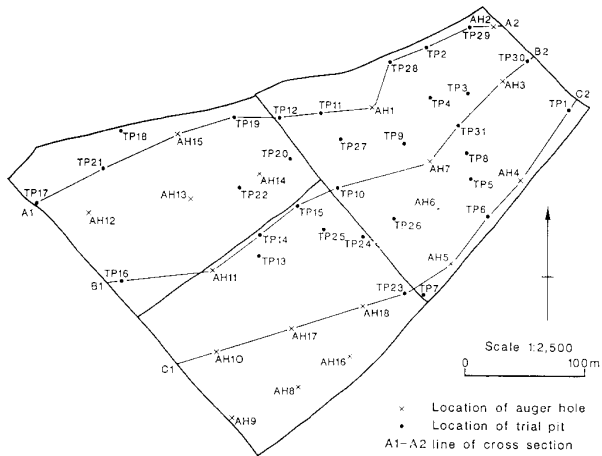 AH2 A2
TP29
TP2
TP30 B2
TP28
AH3
C2
TP3
TP4
TP1
TP12 TP11
AH1
TP19
TP18
AH15
TP31
TP27
TP9
TP20
TP21
TP8
AH7
AH14
TP5
AH4
TP22
TP10
AH13
TP17
A1
AH12
TP15
AH6
TP6
TP26
TP14
TP25 TP24
TP13
AH11
TP16
B1
AH5
TP23
TP7
AH18
AH17
Scale 1:2,500
0 100m
AH10
AH16
C1
AH8
AH9
× Location of auger hole
• Location of trial pit
A1–A2 line of cross section